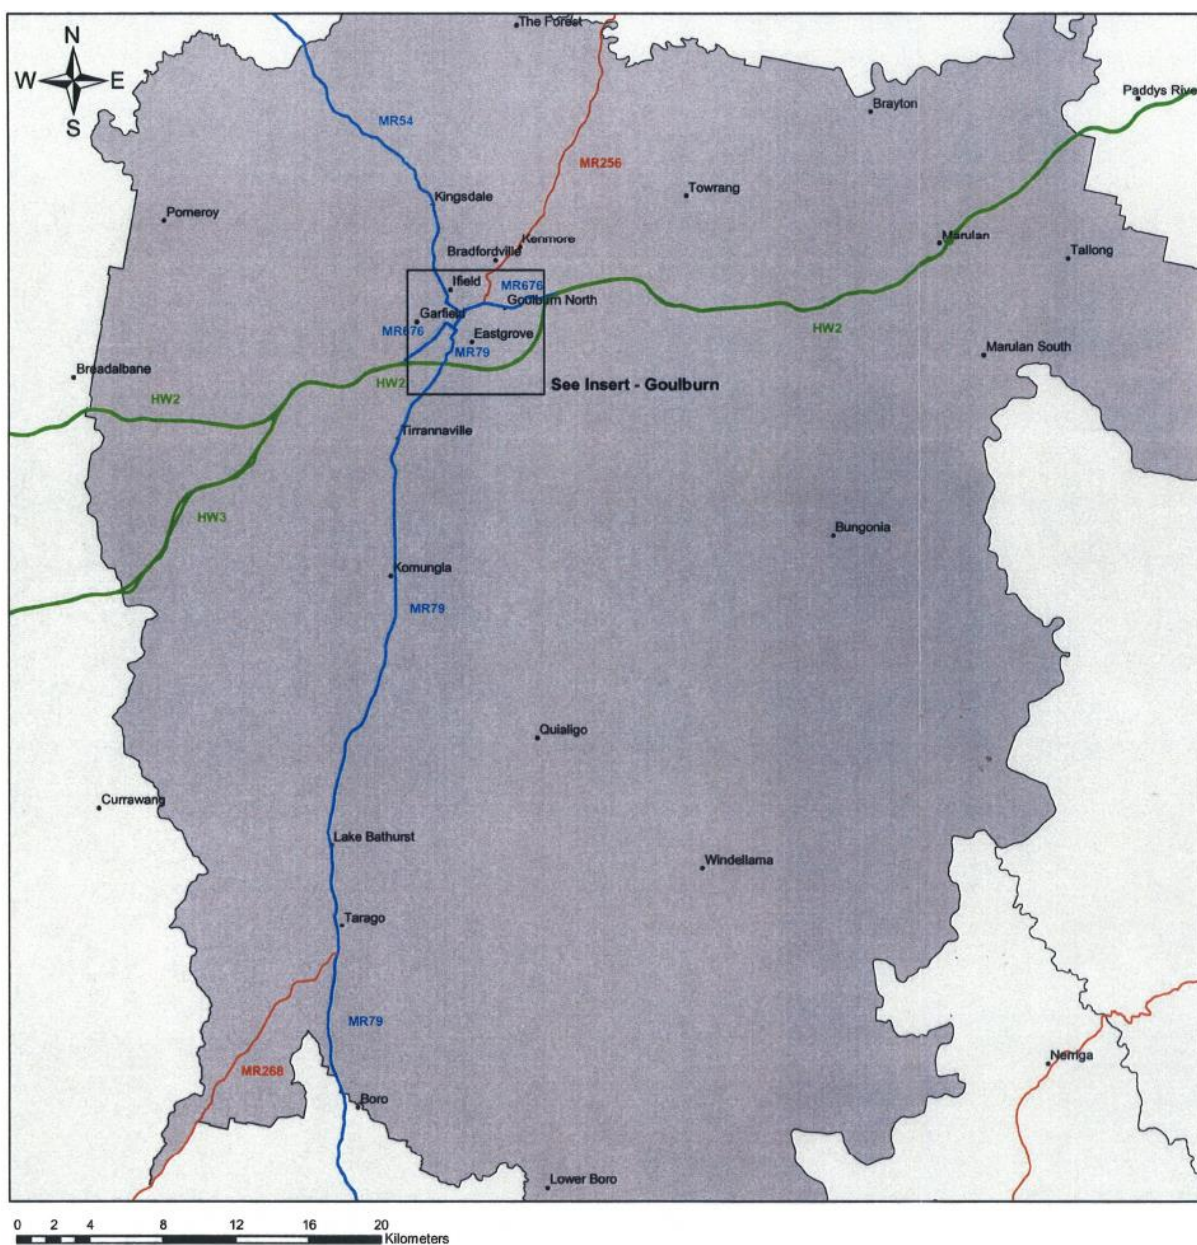 The Forest
N
W E
S
Paddys River
Brayton
MR54
MR256
Towrang
Kingsdale
Pomeroy
Kenmore
Marulan
Bradfordville
Tallong
Ifield
MR676
Goulburn North
Garfield
MR676
HW2
Eastgrove
MR79
Marulan South
Breadalbane
HW2
See Insert - Goulburn
HW2
Tirrannaville
HW3
Bungonia
Komungla
MR79
Quialigo
Currawang
Lake Bathurst
Windellama
Tarago
MR79
Nerriga
MR268
Boro
Lower Boro
0 2 4 8 12 16 20
Kilometers